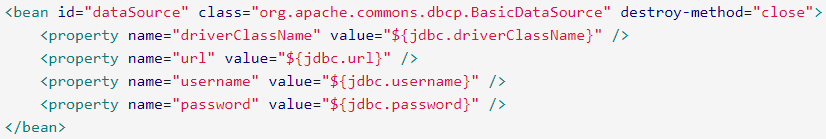 <bean id="dataSource" class="org.apache.commons.dbcp.BasicDataSource" destroy-method="close">
    <property name="driverClassName" value="${jdbc.driverClassName}" />
    <property name="url" value="${jdbc.url}" />
    <property name="username" value="${jdbc.username}" />
    <property name="password" value="${jdbc.password}" />
</bean>